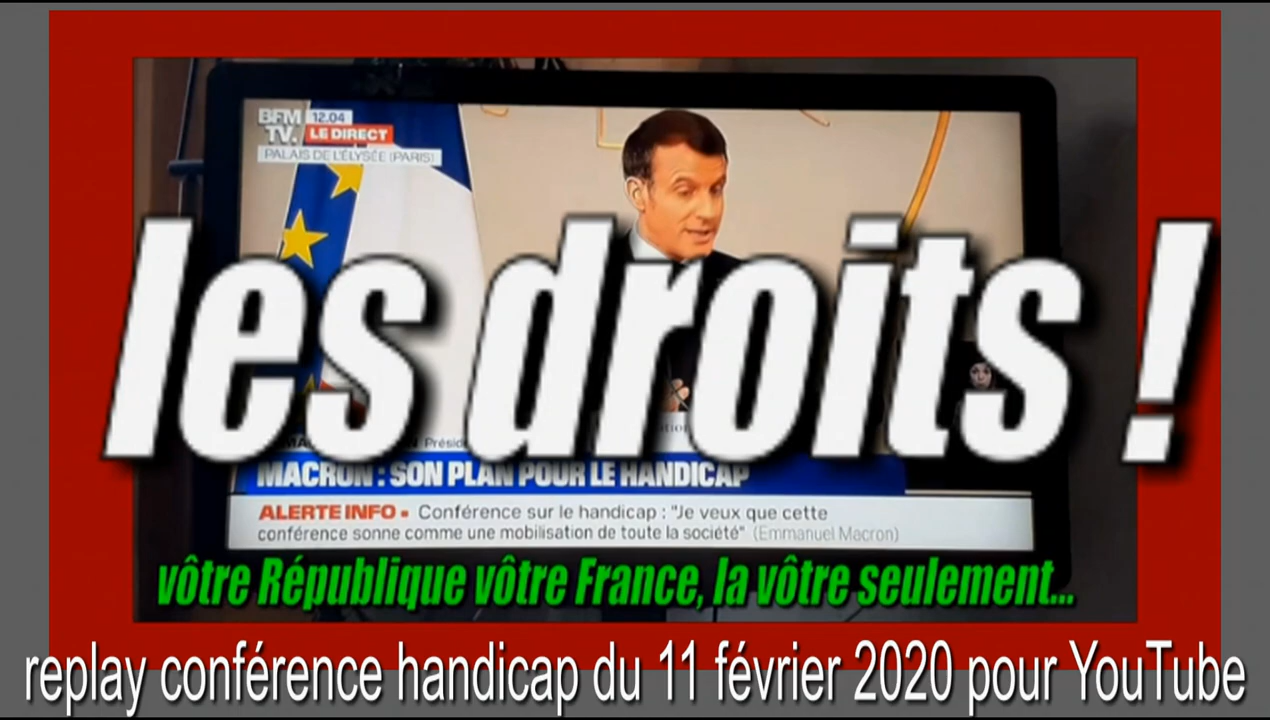 BFM 12.04
TV. LE DIRECT
PALAIS DE L'ÉLYSÉE (PARIS)
les droits !
MACRON : SON PLAN POUR LE HANDICAP
ALERTE INFO • Conférence sur le handicap : "Je veux que cette
conférence sonne comme une mobilisation de toute la société" (Emmanuel Macron)
vôtre République vôtre France, la vôtre seulement...
replay conférence handicap du 11 février 2020 pour YouTube